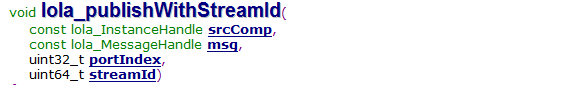 void lola_publishWithStreamId(
const lola_InstanceHandle srcComp,
const lola_MessageHandle msg,
uint32_t portIndex,
uint64_t streamId)